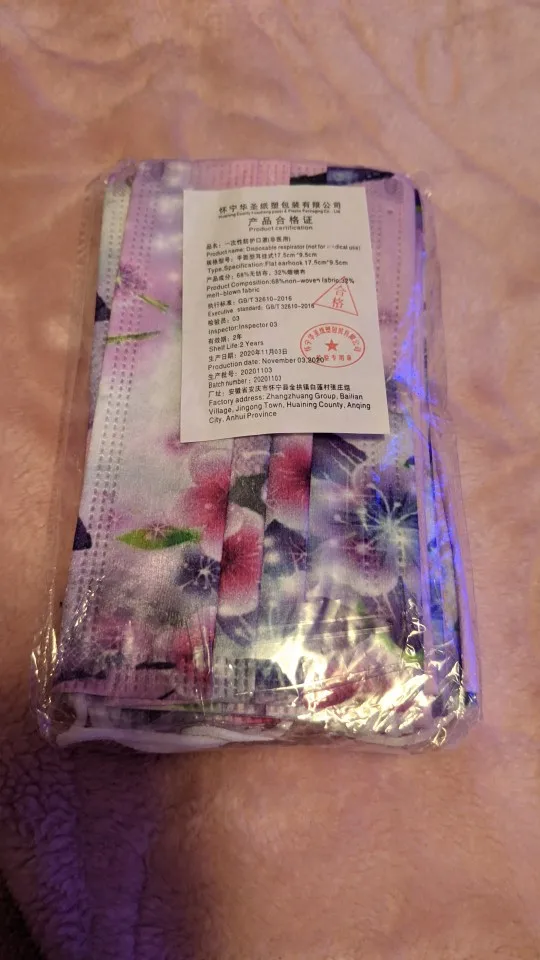 怀宁华圣纸塑包装有限公司
产品合格证
Product certification
品名：一次性防护口罩(非医用)
Product name: Disposable respirator (not for medical use)
规格型号：平面型耳挂式17.5cm*9.5cm
Type,Specification:Flat earhook 17.5cm*9.5cm
产品成分：68%无纺布、32%熔喷布
Product Composition:68%non-woven fabric,32%
melt-blown fabric
执行标准：GB/T 32610-2016
Executive standard: GB/T 32610-2016
检验员：03
Inspector:Inspector 03
有效期：2年
Shelf Life 2 Years
生产日期：2020年11月03日
Production date: November 03,2020
生产批号：20201103
Batch number：20201103
厂址：安徽省安庆市怀宁县金拱镇白莲村张庄组
Factory address: Zhangzhuang Group, Bailian
Village, Jingong Town, Huaining County, Anqing
City, Anhui Province
合格